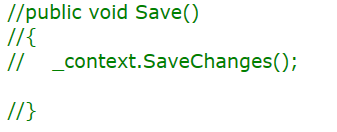 //public void Save()
//{
//    _context.SaveChanges();

//}